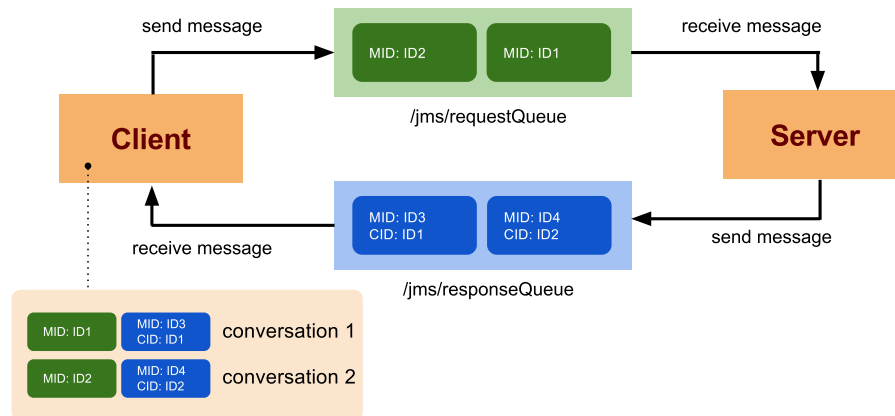 send message
receive message
MID: ID2
MID: ID1
/jms/requestQueue
Client
Server
MID: ID3
CID: ID1
MID: ID4
CID: ID2
receive message
send message
/jms/responseQueue
MID: ID1
MID: ID3
CID: ID1
conversation 1
MID: ID2
MID: ID4
CID: ID2
conversation 2